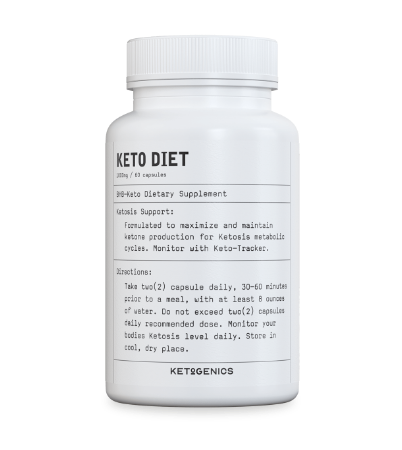 KETO DIET
60 capsules
BHB-Keto Dietary Supplement
Ketosis Support:
Formulated to maximize and maintain
ketone production for Ketosis metabolic
cycles. Monitor with Keto-Tracker.
Directions:
Take two(2) capsule daily, 30-60 minutes
prior to a meal, with at least 8 ounces
of water. Do not exceed two(2) capsules
daily recommended dose. Monitor your
bodies Ketosis level daily. Store in
cool, dry place.
KETOGENICS